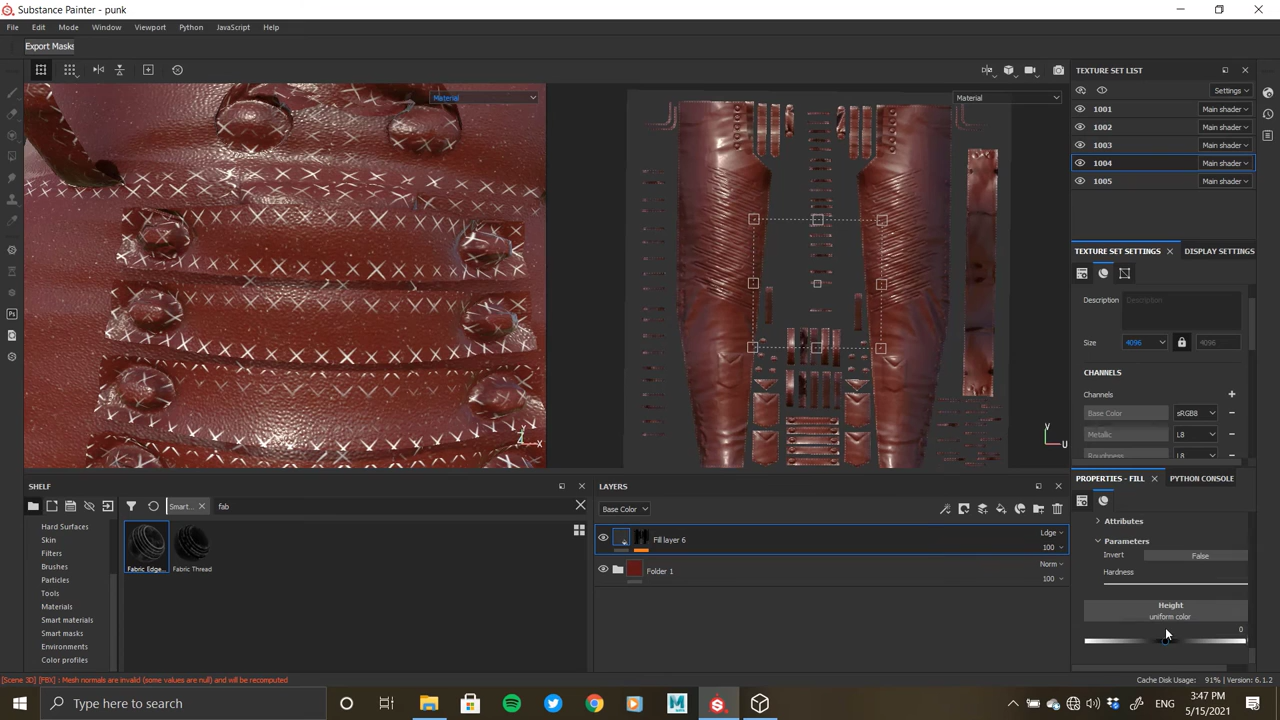 Substance Painter - punk
File Edit Mode Window Viewport Python JavaScript Help
Export Masks
Material
Material
TEXTURE SET LIST
Settings
1001 Main shader
1002 Main shader
1003 Main shader
1004 Main shader
1005 Main shader
TEXTURE SET SETTINGS DISPLAY SETTINGS
Description Description
Size 4096 4096
CHANNELS
Channels
Base Color sRGB8
Metallic L8
Roughness L8
V
U
Z
X
PROPERTIES - FILL PYTHON CONSOLE
Attributes
Parameters
Invert False
Hardness
Height
uniform color
0
SHELF
Smart... fab
Hard Surfaces
Skin
Filters
Brushes
Particles
Tools
Materials
Smart materials
Smart masks
Environments
Color profiles
Fabric Edge... Fabric Thread
LAYERS
Base Color
Fill layer 6 Ldge
100
Folder 1 Norm
100
[Scene 3D] [FBX] : Mesh normals are invalid (some values are null) and will be recomputed
Cache Disk Usage: 91% | Version: 6.1.2
Type here to search
ENG
3:47 PM
5/15/2021